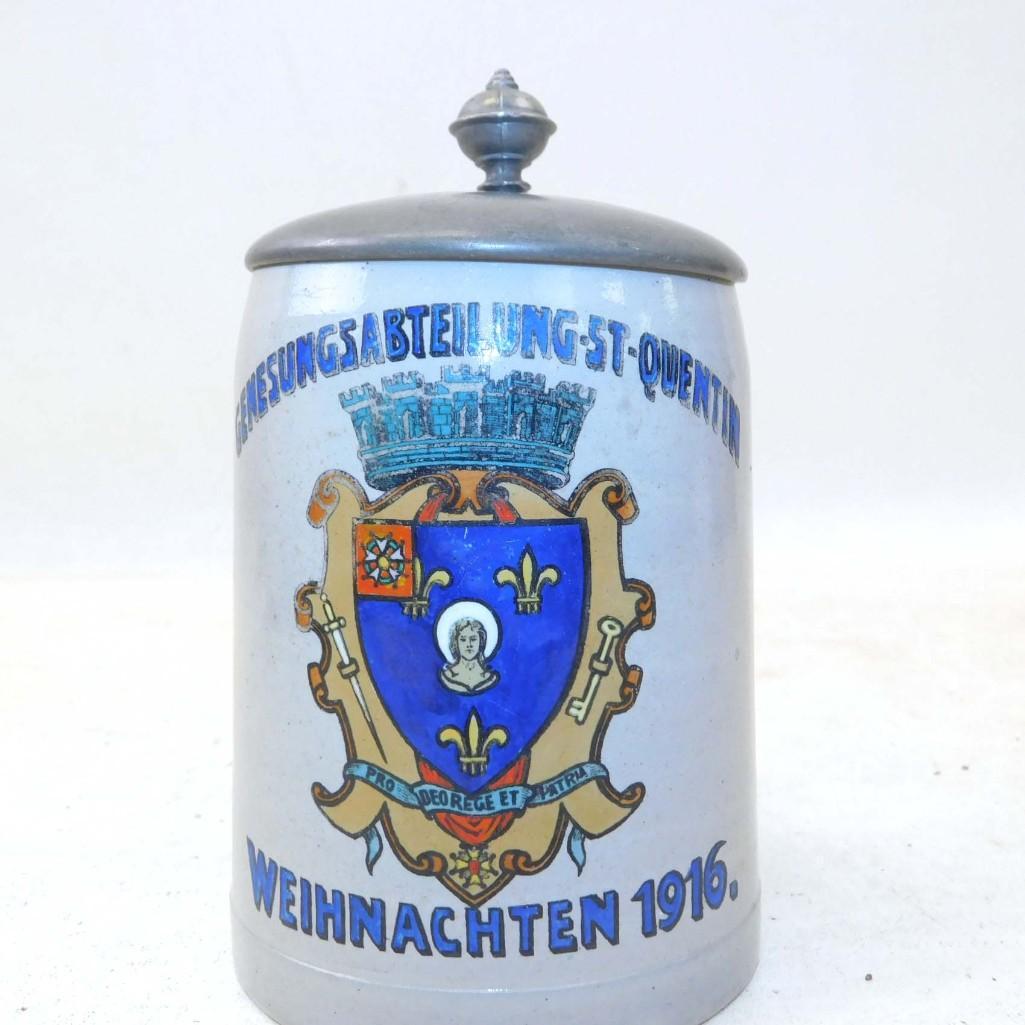 GENESUNGSABTEILUNG-ST-QUENTIN
PRO DEO REGE ET PATRIA
WEIHNACHTEN 1916.